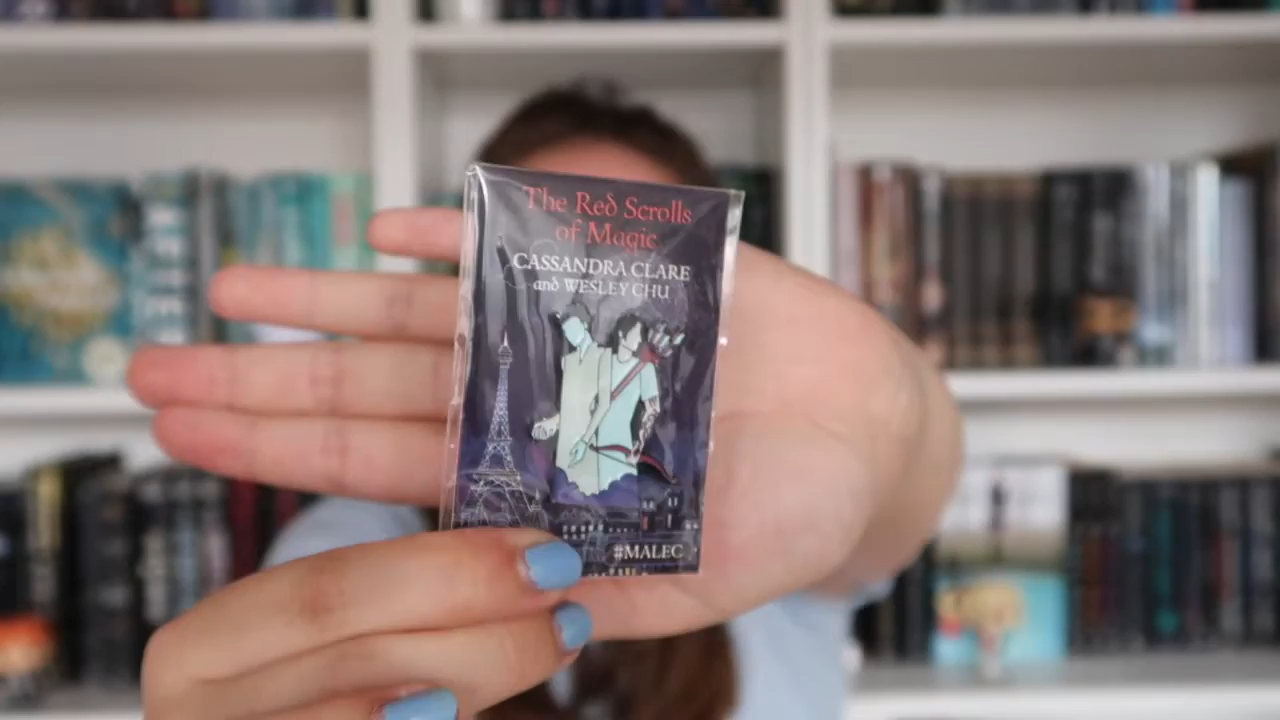 The Red Scrolls
of Magic
CASSANDRA CLARE
and WESLEY CHU
#MALEC